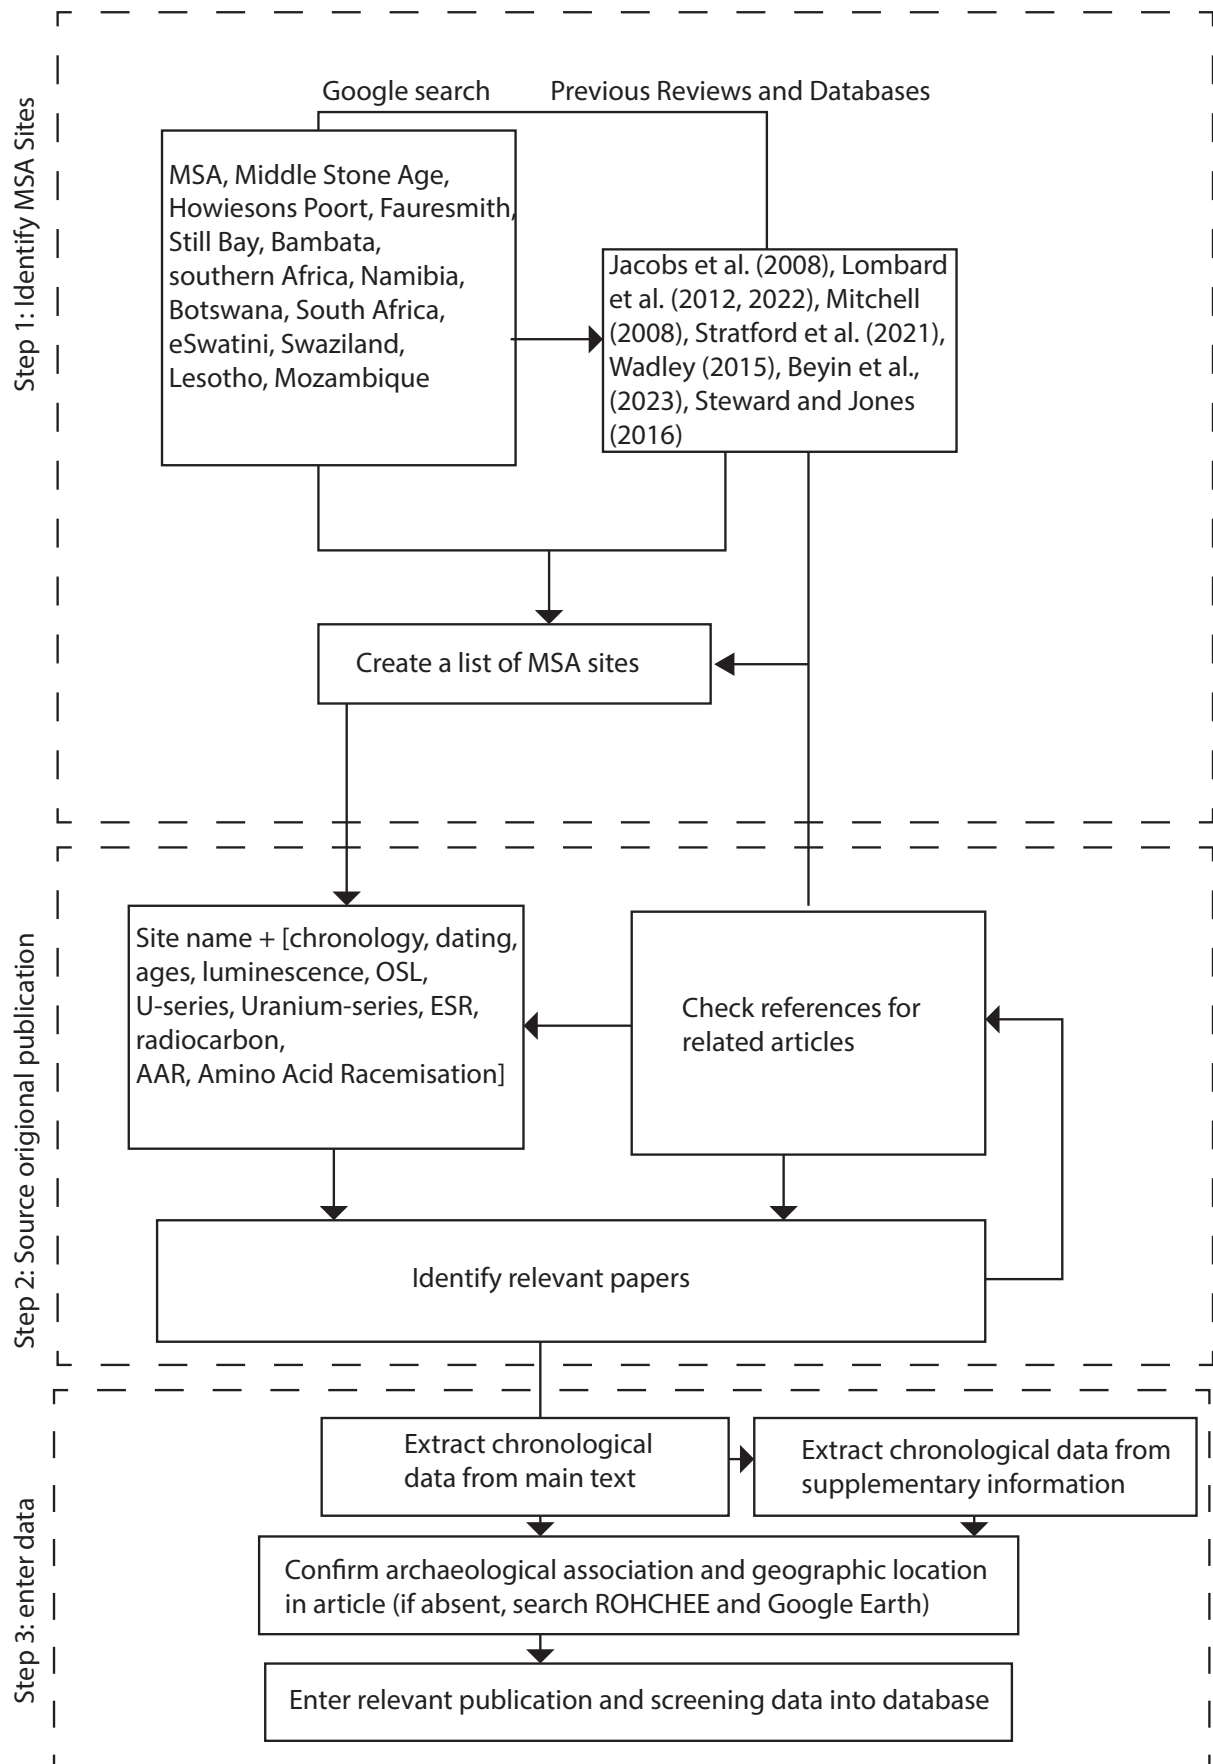 Step 1: Identify MSA Sites
Google search
Previous Reviews and Databases
MSA, Middle Stone Age,
Howiesons Poort, Fauresmith,
Still Bay, Bambata,
southern Africa, Namibia,
Botswana, South Africa,
eSwatini, Swaziland,
Lesotho, Mozambique
Jacobs et al. (2008), Lombard
et al. (2012, 2022), Mitchell
(2008), Stratford et al. (2021),
Wadley (2015), Beyin et al.,
(2023), Steward and Jones
(2016)
Create a list of MSA sites
Step 2: Source origional publication
Site name + [chronology, dating,
ages, luminescence, OSL,
U-series, Uranium-series, ESR,
radiocarbon,
AAR, Amino Acid Racemisation]
Check references for
related articles
Identify relevant papers
Step 3: enter data
Extract chronological
data from main text
Extract chronological data from
supplementary information
Confirm archaeological association and geographic location
in article (if absent, search ROHCHEE and Google Earth)
Enter relevant publication and screening data into database